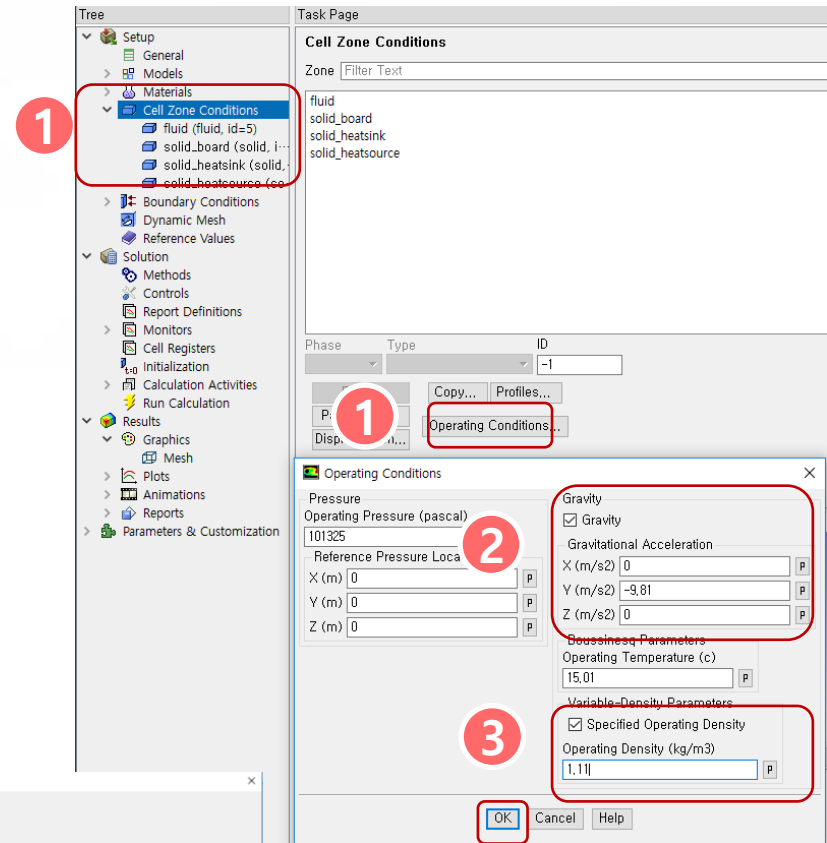 Tree
Setup
General
Models
Materials
Cell Zone Conditions
fluid (fluid, id=5)
solid_board (solid, i···
solid_heatsink (solid,
solid_heatsource (so
Boundary Conditions
Dynamic Mesh
Reference Values
Solution
Methods
Controls
Report Definitions
Monitors
Cell Registers
Initialization
Calculation Activities
Run Calculation
Results
Graphics
Mesh
Plots
Animations
Reports
Parameters & Customization
1
Task Page
Cell Zone Conditions
Zone Filter Text
fluid
solid_board
solid_heatsink
solid_heatsource
Phase Type ID
-1
Copy... Profiles...
1
Operating Conditions...
Operating Conditions
Pressure
Operating Pressure (pascal)
101325
2
Reference Pressure Loca
X (m) 0 P
Y (m) 0 P
Z (m) 0 P
Gravity
Gravity
Gravitational Acceleration
X (m/s2) 0 P
Y (m/s2) -9.81 P
Z (m/s2) 0 P
Boussinesq Parameters
Operating Temperature (c)
15.01 P
Variable-Density Parameters
3
Specified Operating Density
Operating Density (kg/m3)
1.11 P
OK Cancel Help